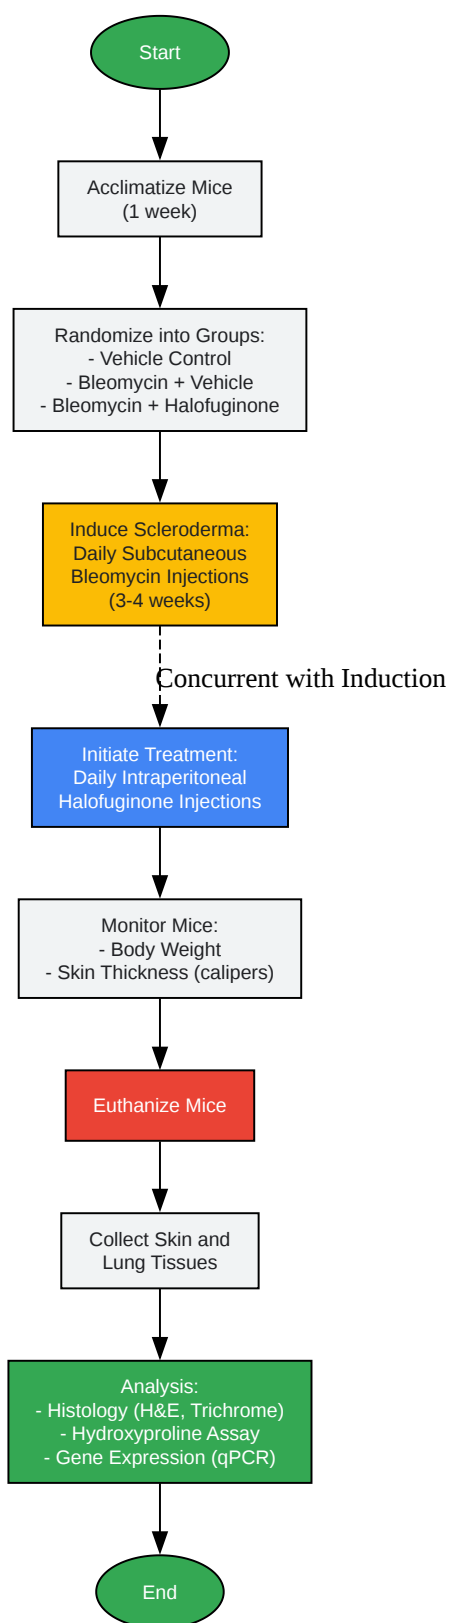 Start
Acclimatize Mice
(1 week)
Randomize into Groups:
- Vehicle Control
- Bleomycin + Vehicle
- Bleomycin + Halofuginone
Induce Scleroderma:
Daily Subcutaneous
Bleomycin Injections
(3-4 weeks)
Concurrent with Induction
Initiate Treatment:
Daily Intraperitoneal
Halofuginone Injections
Monitor Mice:
- Body Weight
- Skin Thickness (calipers)
Euthanize Mice
Collect Skin and
Lung Tissues
Analysis:
- Histology (H&E, Trichrome)
- Hydroxyproline Assay
- Gene Expression (qPCR)
End